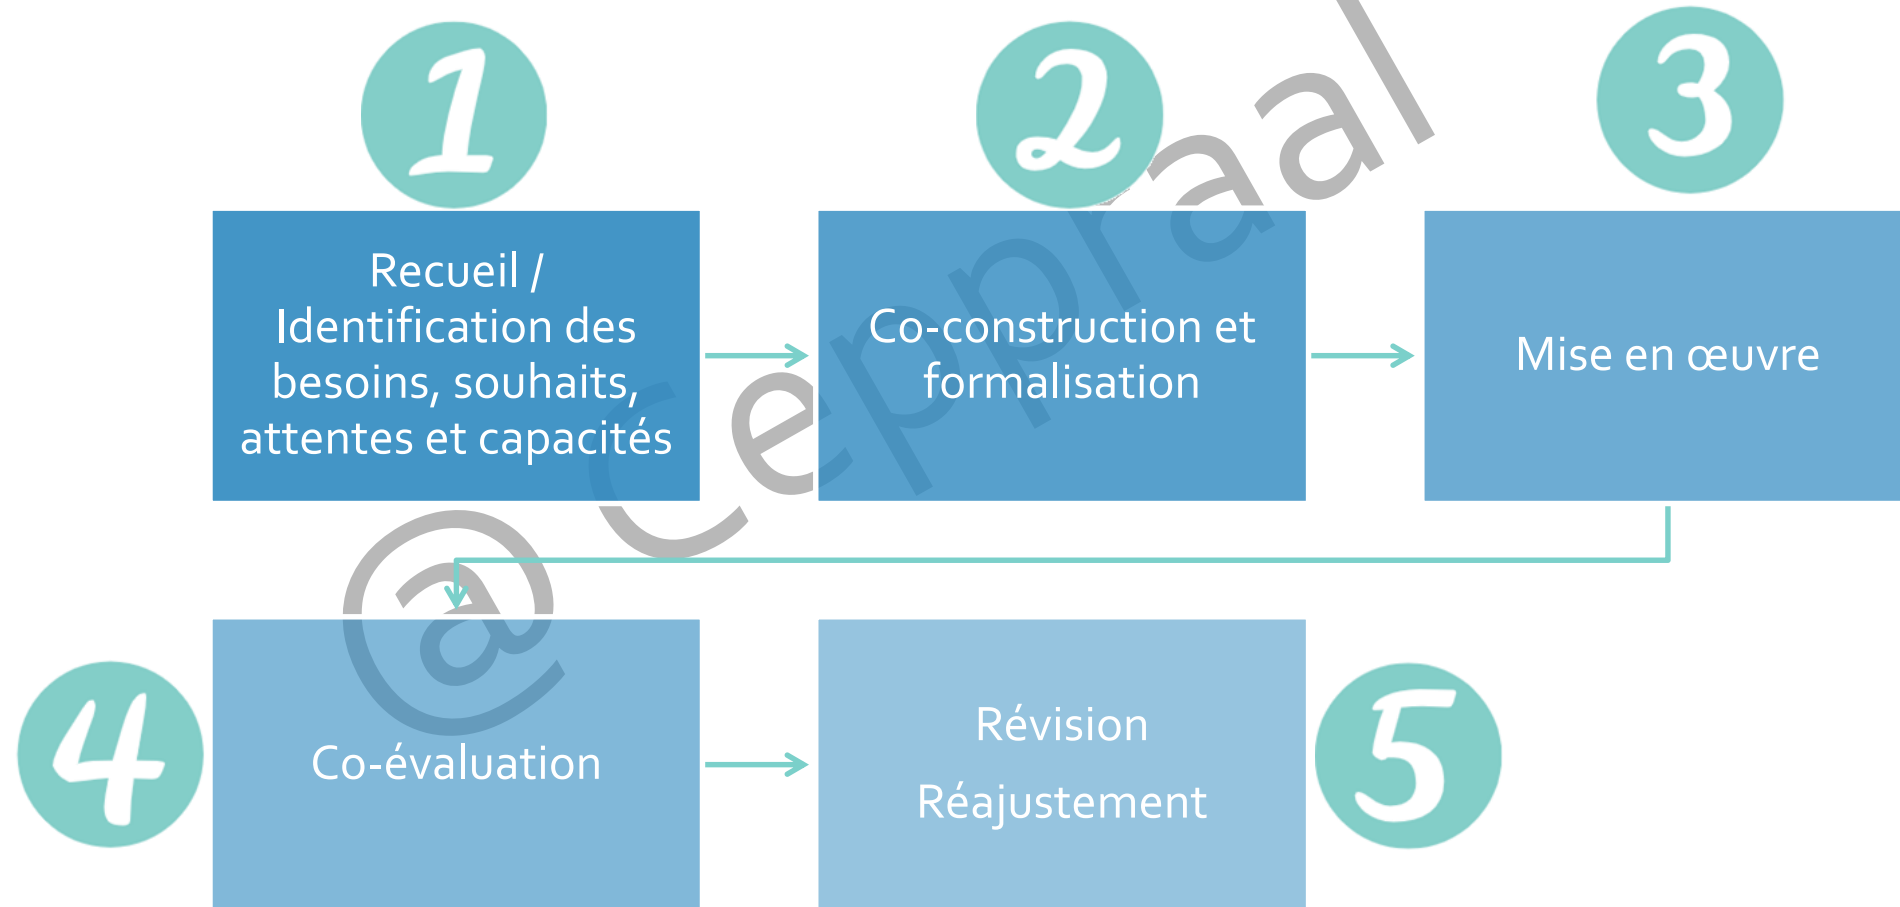 1
2
3
Recueil /
Identification des
besoins, souhaits,
attentes et capacités
Co-construction et
formalisation
Mise en œuvre
4
Co-évaluation
Révision
Réajustement
5
@Ceppraal